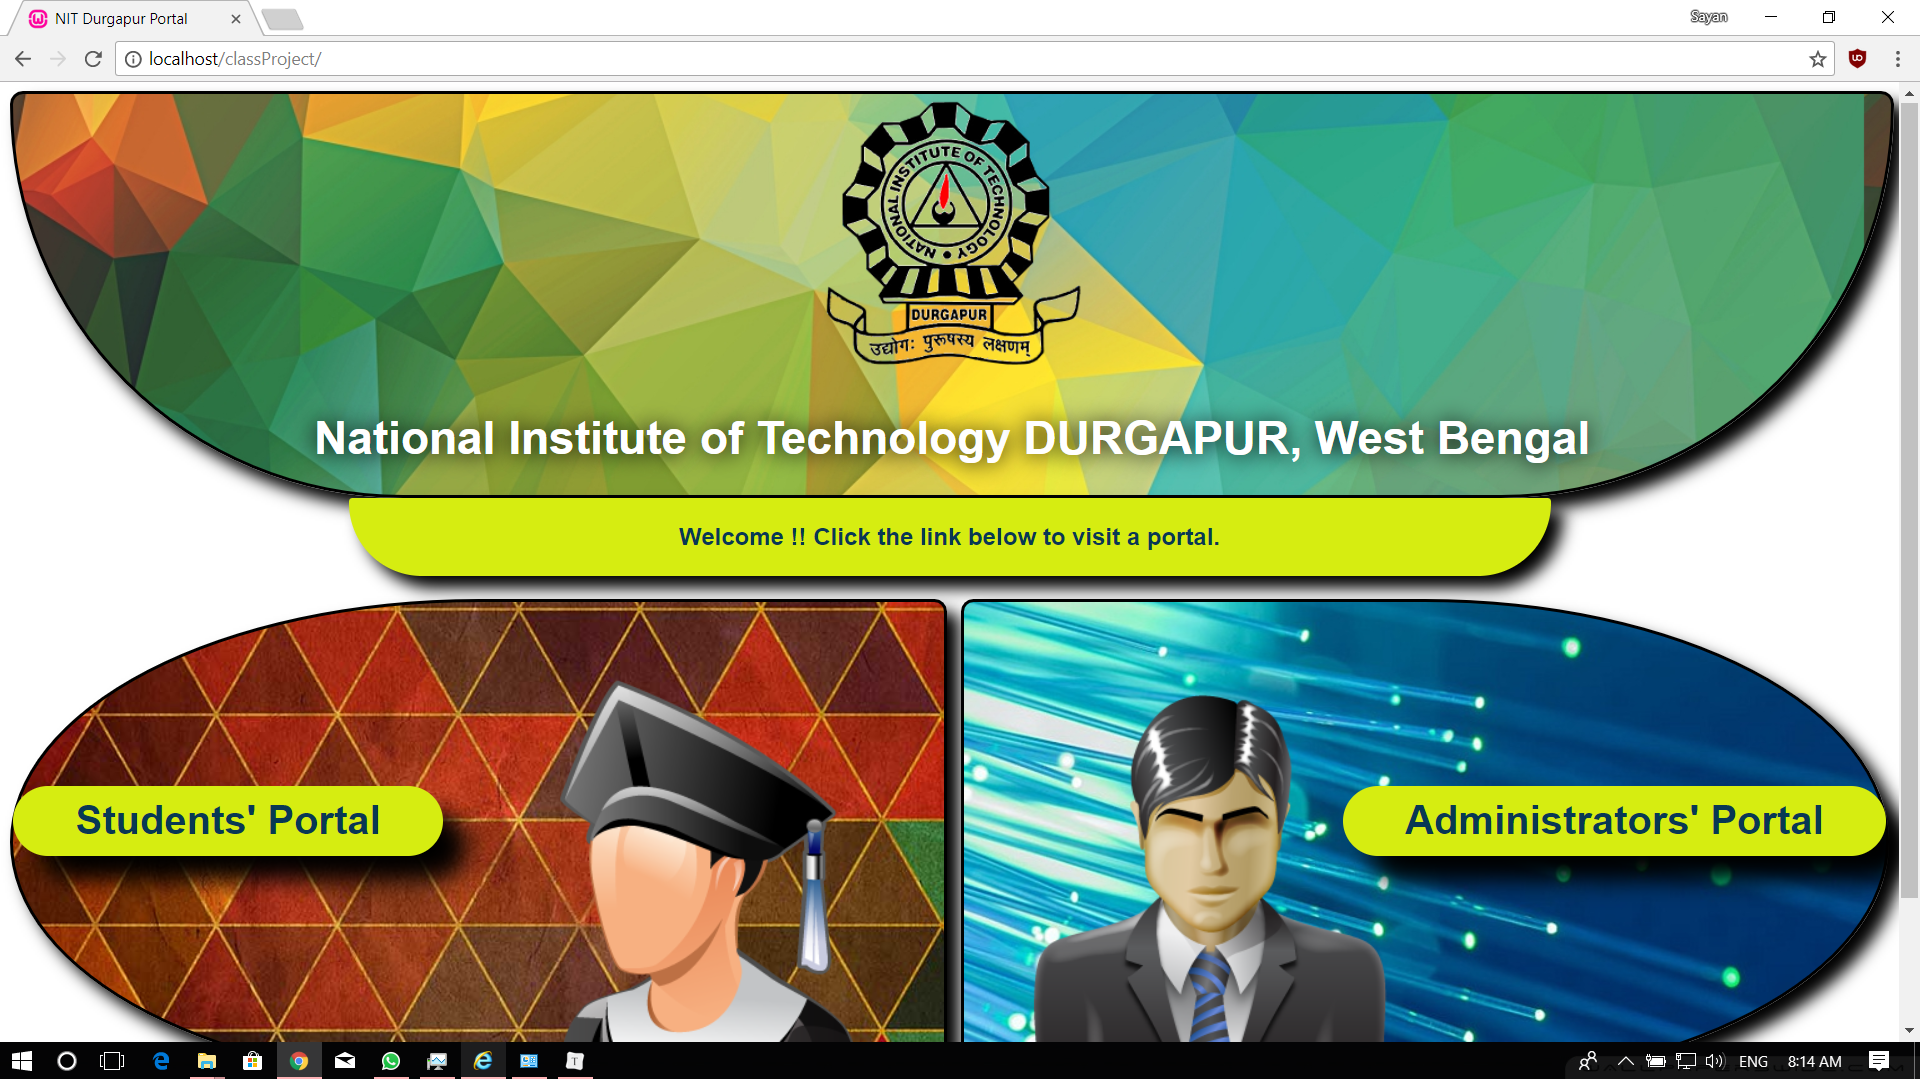 NIT Durgapur Portal
Sayan
localhost/classProject/
NATIONAL INSTITUTE OF TECHNOLOGY
DURGAPUR
उद्योगः पुरूषस्य लक्षणम्
National Institute of Technology DURGAPUR, West Bengal
Welcome !! Click the link below to visit a portal.
Students' Portal
Administrators' Portal
ENG
8:14 AM